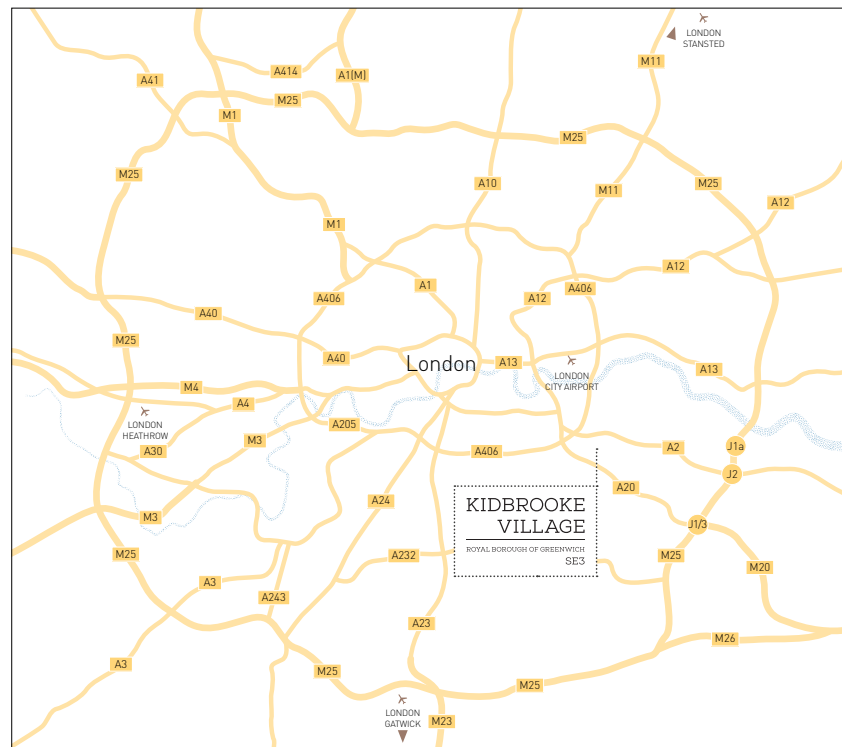 LONDON
STANSTED
A41
A414
A1(M)
M11
M25
M1
M25
M25
M25
A10
M25
M11
A12
M1
A12
A1
A406
A12
A406
A40
M25
A40
London
A13
LONDON
CITY AIRPORT
A13
M4
A4
LONDON
HEATHROW
A205
M3
A30
A406
A2
J1a
J2
A20
A24
KIDBROOKE
VILLAGE
ROYAL BOROUGH OF GREENWICH
SE3
M3
J1/3
M25
A232
M25
M20
A3
A243
A23
M26
A3
M25
M25
LONDON
GATWICK
M23